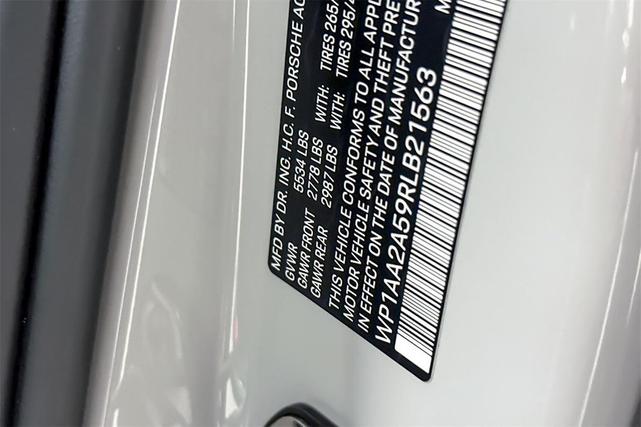 MFD BY DR. ING. H.C. F. PORSCHE AG
GVWR 5534 LBS
GAWR FRONT 2778 LBS WITH: TIRES 265/
GAWR REAR 2987 LBS WITH: TIRES 295/
THIS VEHICLE CONFORMS TO ALL APPL
MOTOR VEHICLE SAFETY AND THEFT PRE
IN EFFECT ON THE DATE OF MANUFACTUR
WP1AA2A59RLB21563